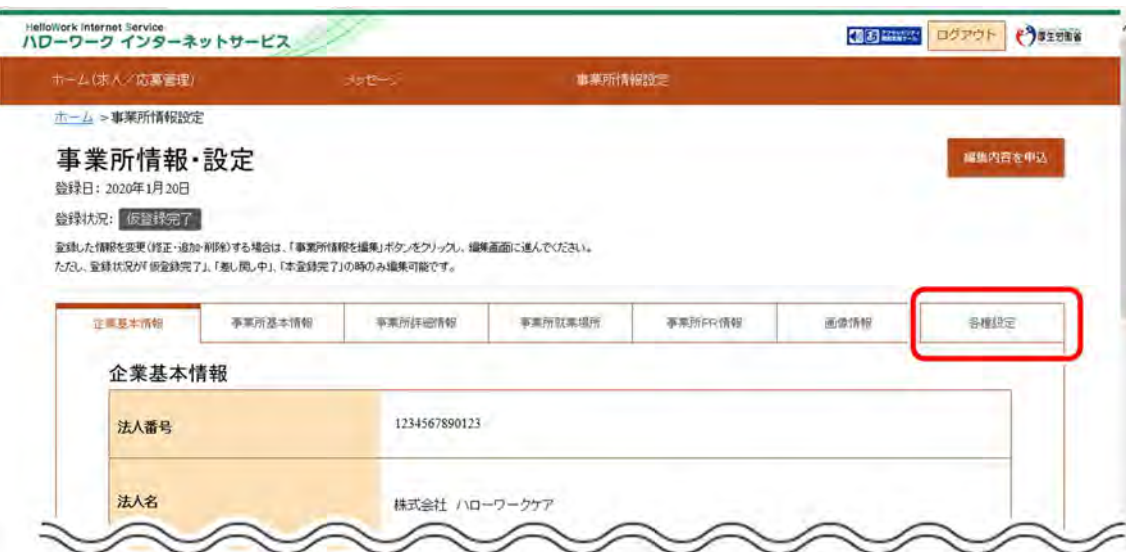 HelloWork Internet Service
ハローワーク インターネットサービス
ログアウト
厚生労働省
ホーム(求人/応募管理)
メッセージ
事業所情報設定
ホーム > 事業所情報設定
事業所情報・設定
編集内容を申込
登録日: 2020年1月20日
登録状況: 仮登録完了
登録した情報を変更(修正・追加・削除)する場合は、「事業所情報を編集」ボタンをクリックし、編集画面に進んでください。
ただし、登録状況が「仮登録完了」、「差し戻し中」、「本登録完了」の時のみ編集可能です。
企業基本情報
事業所基本情報
事業所詳細情報
事業所就業場所
事業所PR情報
画像情報
各種設定
企業基本情報
法人番号
1234567890123
法人名
株式会社 ハローワークケア